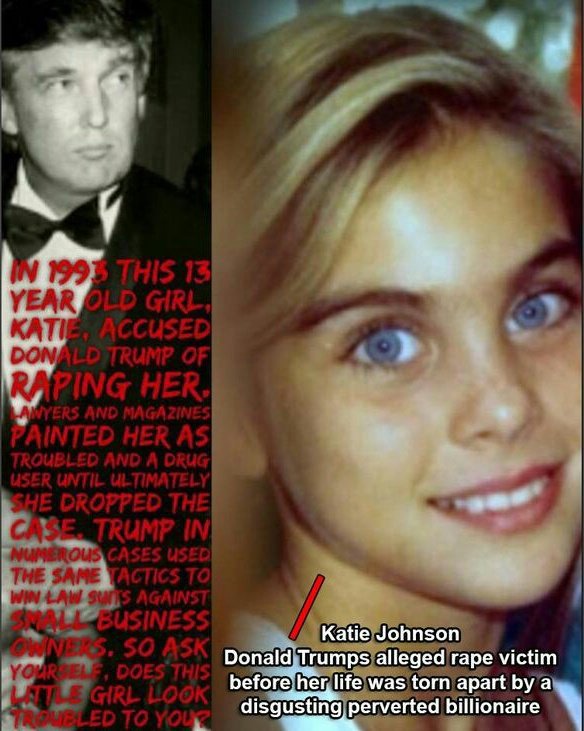 IN 1993 THIS 13
YEAR OLD GIRL,
KATIE, ACCUSED
DONALD TRUMP OF
RAPING HER.
LAWYERS AND MAGAZINES
PAINTED HER AS
TROUBLED AND A DRUG
USER UNTIL ULTIMATELY
SHE DROPPED THE
CASE. TRUMP IN
NUMEROUS CASES USED
THE SAME TACTICS TO
WIN LAW SUITS AGAINST
SMALL BUSINESS
OWNERS. SO ASK
YOURSELF, DOES THIS
LITTLE GIRL LOOK
TROUBLED TO YOU?
Katie Johnson
Donald Trumps alleged rape victim
before her life was torn apart by a
disgusting perverted billionaire